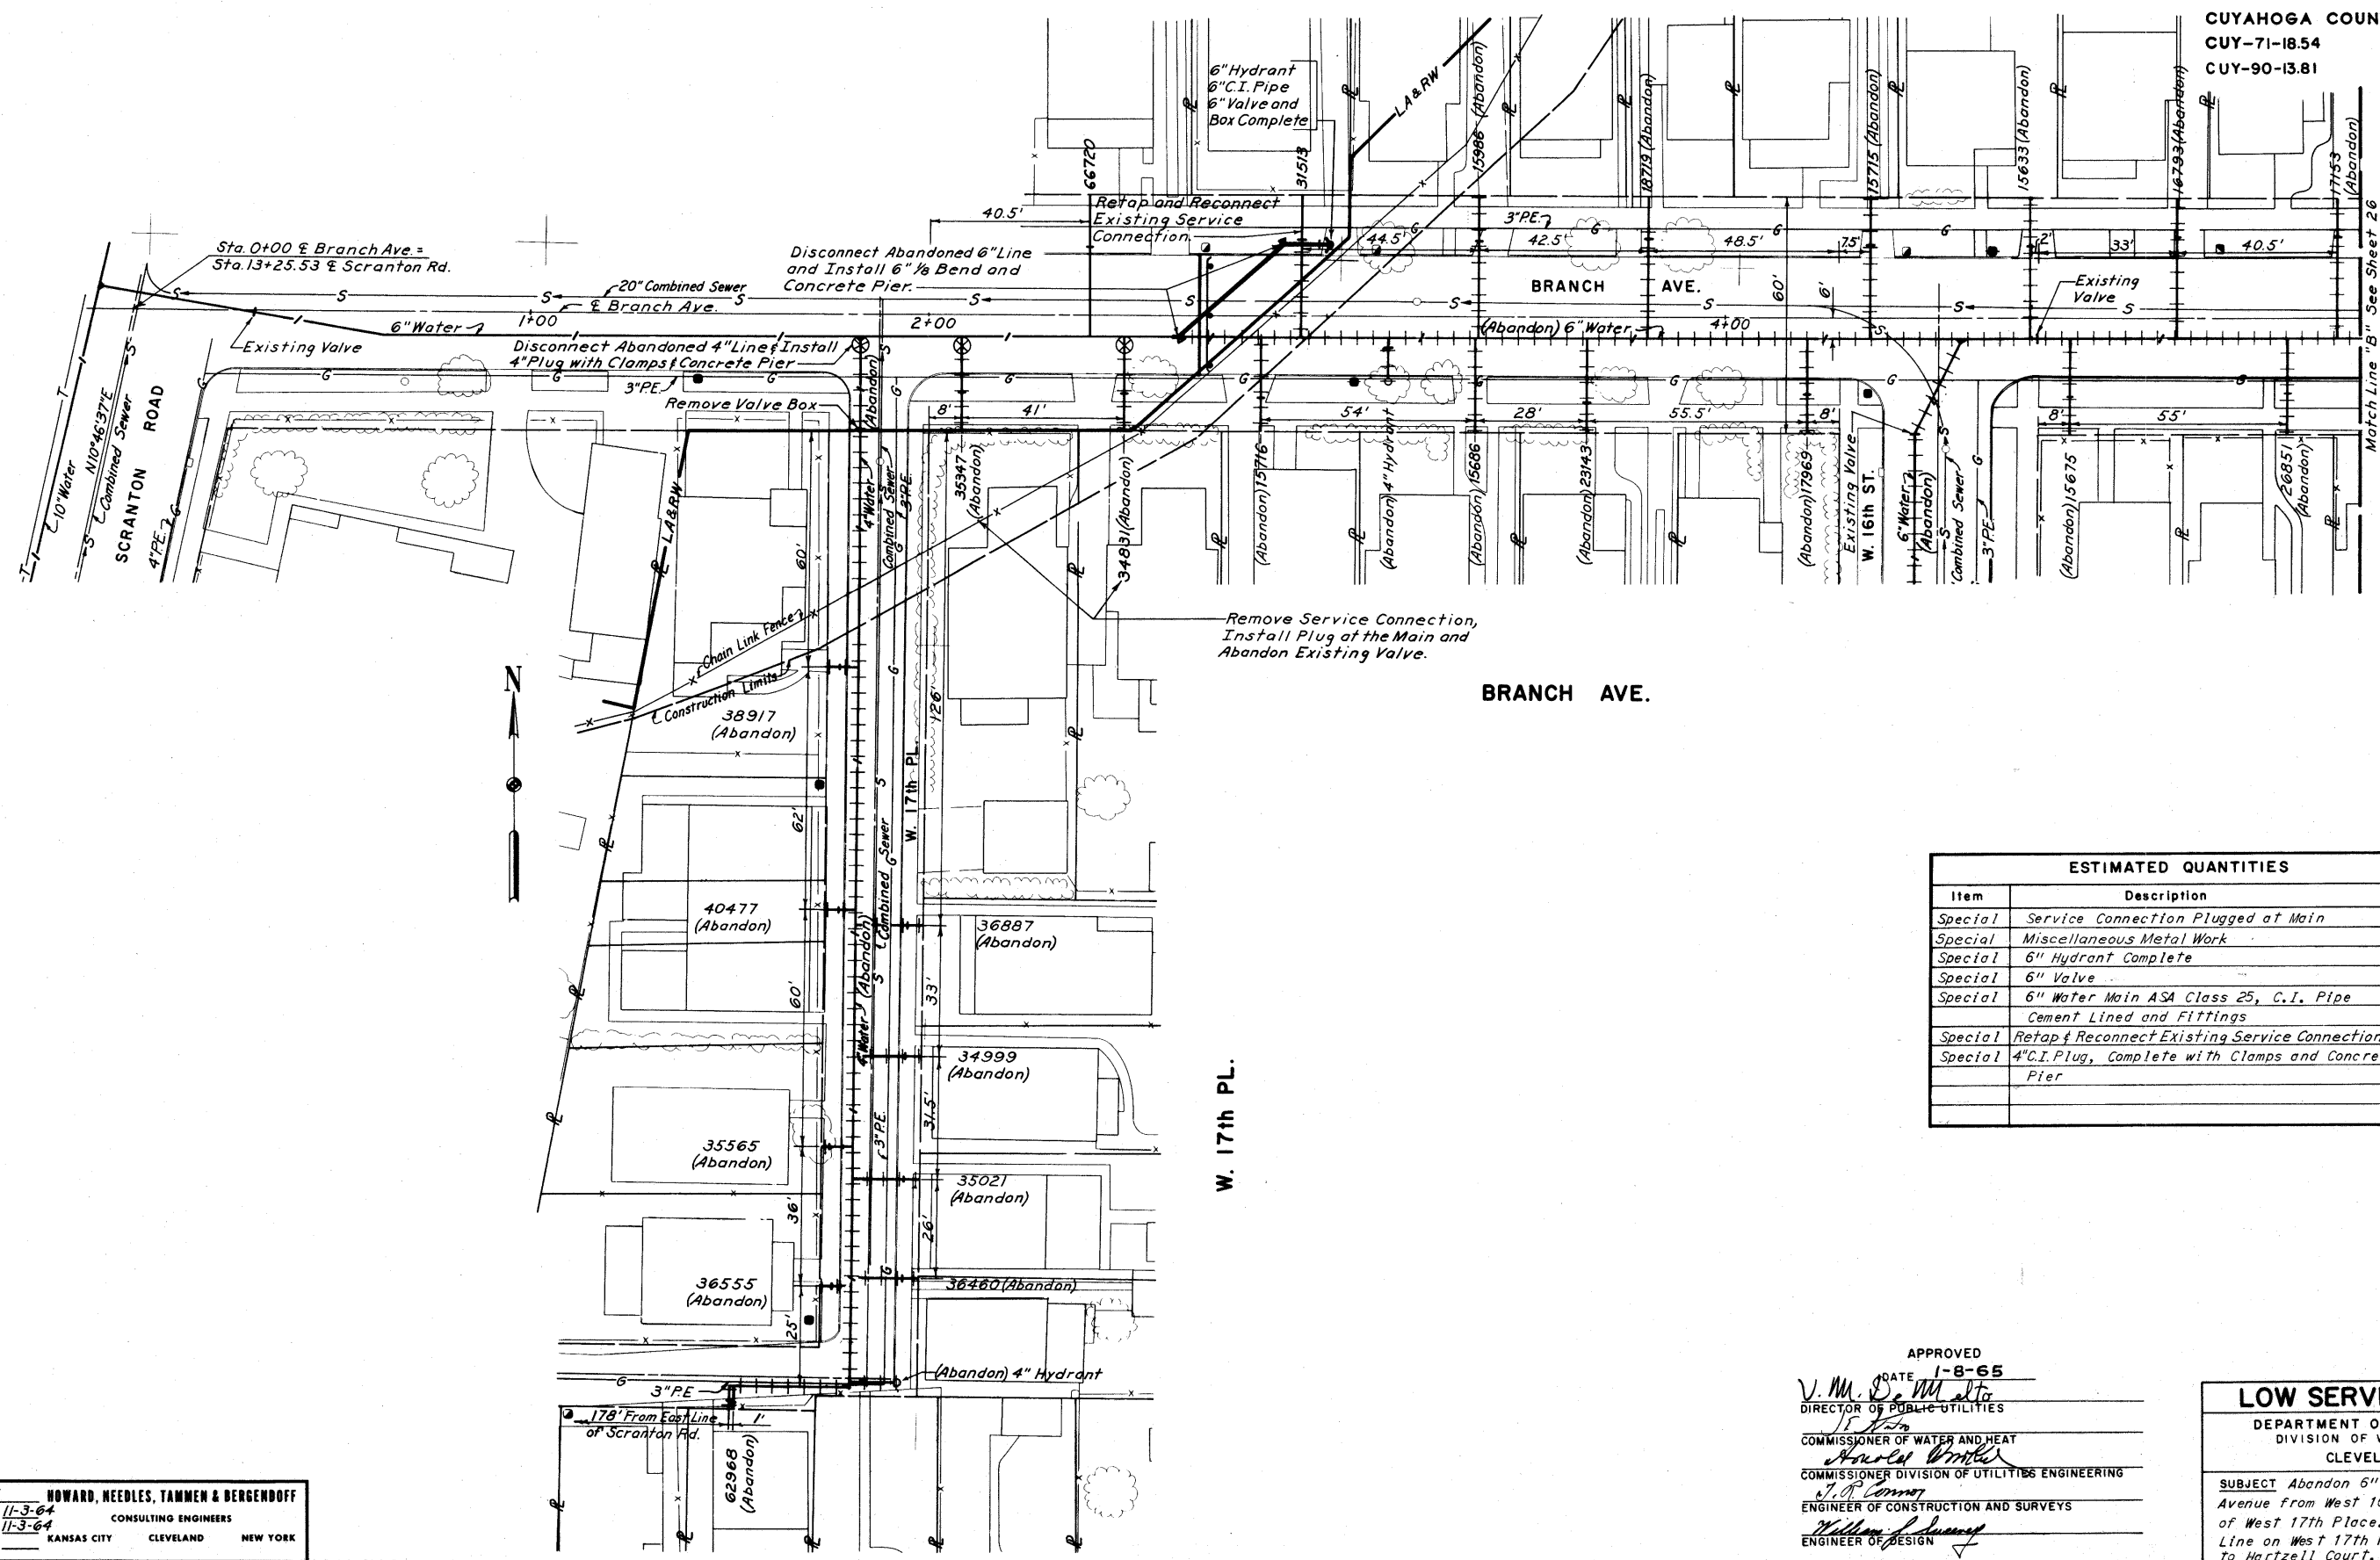 CUYAHOGA COUN
CUY-71-18.54
CUY-90-13.81
6" Hydrant
6" C.I. Pipe
6" Valve and
Box Complete
66720
31513
LA & RW
15986 (Abandon)
18719 (Abandon)
15715 (Abandon)
15633 (Abandon)
16793 (Abandon)
17153
(Abandon)
Match Line "B" See Sheet 26
40.5'
Retap and Reconnect
Existing Service
Connection.
44.5'
3" P.E.
42.5'
48.5'
7.5'
2'
33'
40.5'
Sta. 0+00 ℄ Branch Ave. =
Sta. 13+25.53 ℄ Scranton Rd.
Disconnect Abandoned 6" Line
and Install 6" ⅛ Bend and
Concrete Pier.
20" Combined Sewer
℄ Branch Ave.
BRANCH AVE.
60'
6'
Existing
Valve
6" Water
1+00
2+00
(Abandon) 6" Water
4+00
Existing Valve
Disconnect Abandoned 4" Line & Install
4" Plug with Clamps & Concrete Pier
3" P.E.
Remove Valve Box
(Abandon)
8'
41'
54'
28'
55.5'
8'
8'
55'
10" Water
N10°46'37"E
Combined Sewer
SCRANTON ROAD
4" P.E.
LA & RW
60'
4" Water
Combined Sewer
3" P.E.
35347
(Abandon)
34831 (Abandon)
(Abandon) 15716
(Abandon) 4" Hydrant
(Abandon) 15686
(Abandon) 23143
(Abandon) 17969
Existing Valve
W. 16th ST.
6" Water
(Abandon)
Combined Sewer
3" P.E.
(Abandon) 15675
26851
(Abandon)
Remove Service Connection,
Install Plug at the Main and
Abandon Existing Valve.
Chain Link Fence
Construction Limits
N
BRANCH AVE.
38917
(Abandon)
126'
W. 17th PL.
62'
Combined Sewer
40477
(Abandon)
36887
(Abandon)
60'
4" Water (Abandon)
33'
34999
(Abandon)
31.5'
3" P.E.
35565
(Abandon)
35021
(Abandon)
36'
26'
W. 17th PL.
36555
(Abandon)
36460 (Abandon)
25'
(Abandon) 4" Hydrant
3" P.E
178' From East Line
of Scranton Rd.
1'
62968
(Abandon)
ESTIMATED QUANTITIES
Item Description
Special Service Connection Plugged at Main
Special Miscellaneous Metal Work
Special 6" Hydrant Complete
Special 6" Valve
Special 6" Water Main ASA Class 25, C.I. Pipe
Cement Lined and Fittings
Special Retap & Reconnect Existing Service Connection
Special 4" C.I. Plug, Complete with Clamps and Concre
Pier
APPROVED
DATE 1-8-65
V. M. De Melto
DIRECTOR OF PUBLIC UTILITIES
COMMISSIONER OF WATER AND HEAT
COMMISSIONER DIVISION OF UTILITIES ENGINEERING
J. R. Connor
ENGINEER OF CONSTRUCTION AND SURVEYS
William J. Sweeney
ENGINEER OF DESIGN
LOW SERVI
DEPARTMENT O
DIVISION OF
CLEVEL
SUBJECT Abandon 6"
Avenue from West 1
of West 17th Place.
Line on West 17th
To Hartzell Court.
HOWARD, NEEDLES, TAMMEN & BERGENDOFF
11-3-64
CONSULTING ENGINEERS
11-3-64
KANSAS CITY CLEVELAND NEW YORK